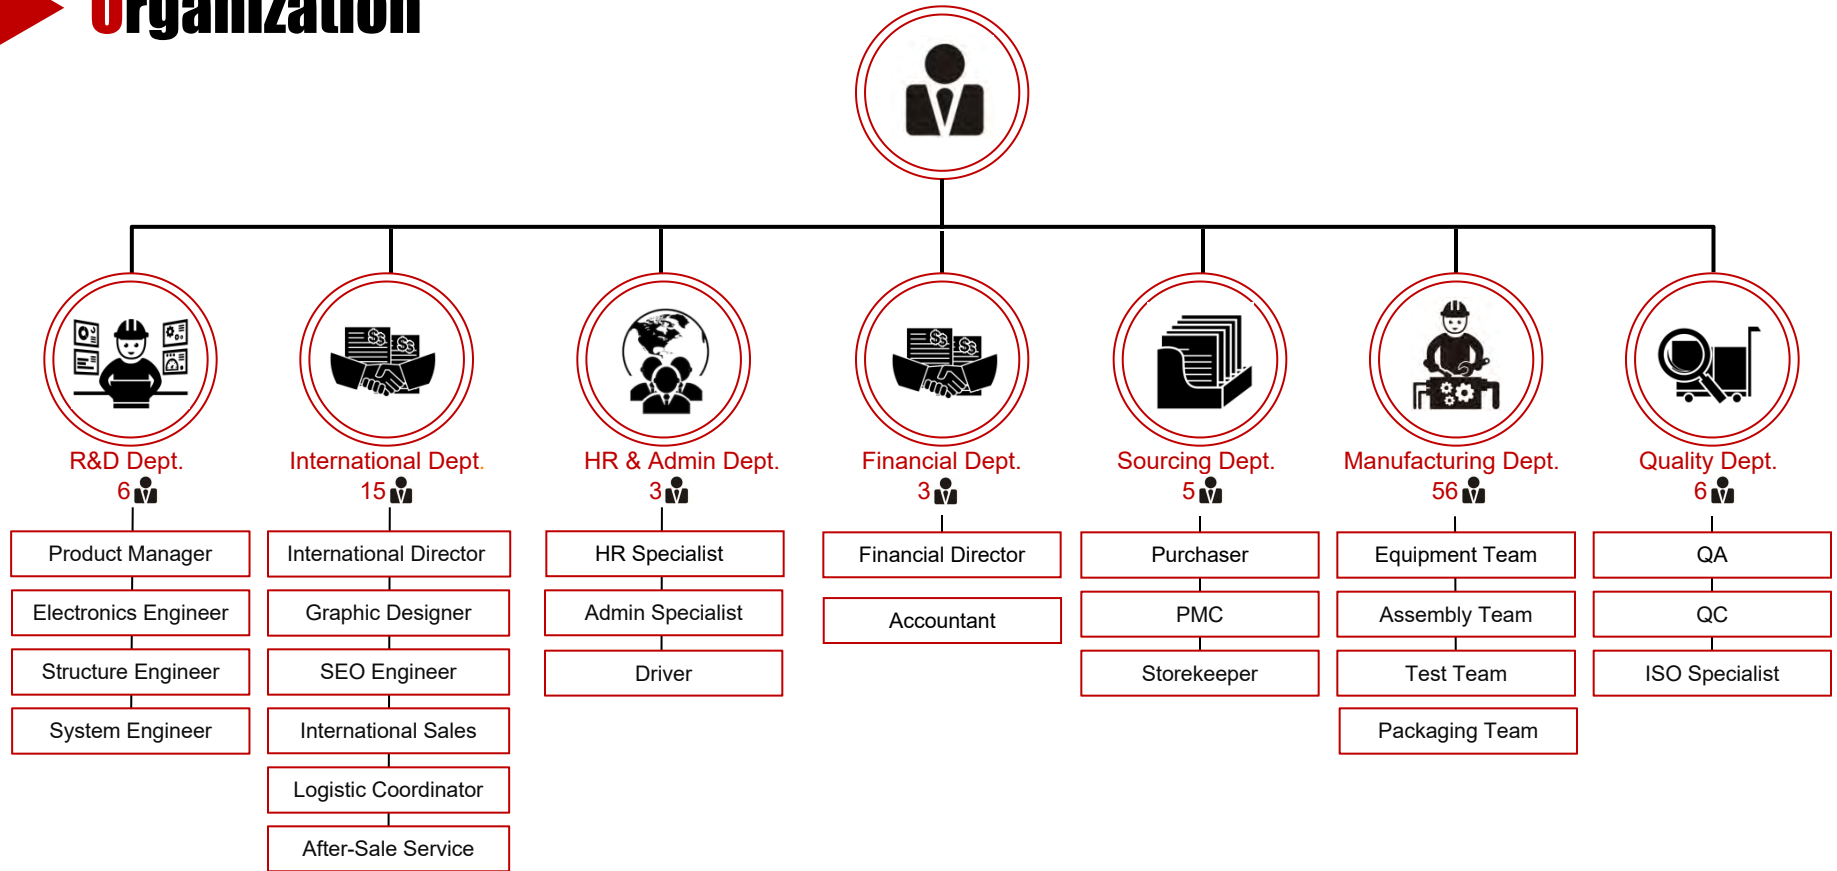 Organization
R&D Dept.
6
Product Manager
Electronics Engineer
Structure Engineer
System Engineer
International Dept.
15
International Director
Graphic Designer
SEO Engineer
International Sales
Logistic Coordinator
After-Sale Service
HR & Admin Dept.
3
HR Specialist
Admin Specialist
Driver
Financial Dept.
3
Financial Director
Accountant
Sourcing Dept.
5
Purchaser
PMC
Storekeeper
Manufacturing Dept.
56
Equipment Team
Assembly Team
Test Team
Packaging Team
Quality Dept.
6
QA
QC
ISO Specialist